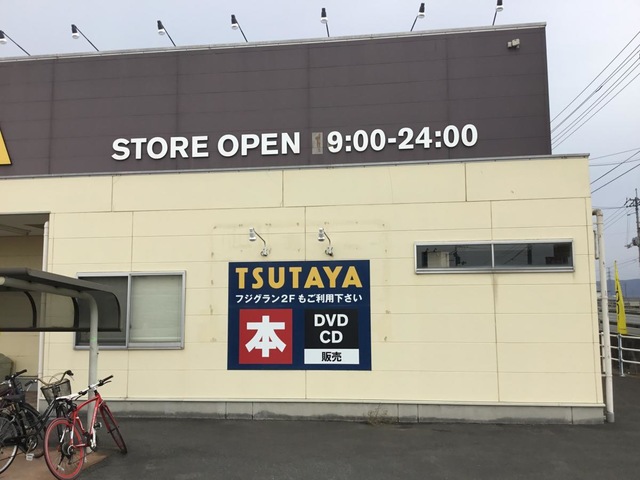 STORE OPEN 9:00-24:00
TSUTAYA
フジグラン2Fもご利用下さい
本
DVD
CD
販売